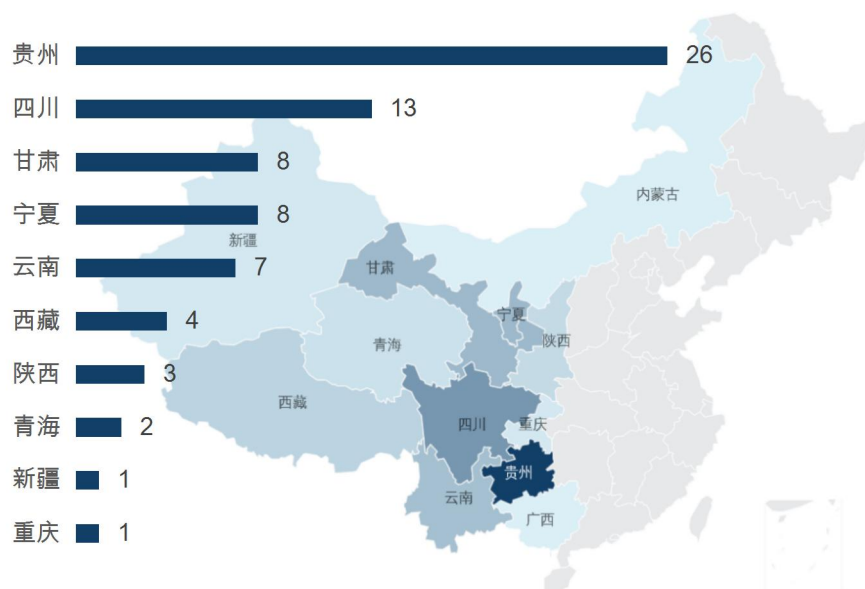 贵州 26
四川 13
甘肃 8
宁夏 8
云南 7
西藏 4
陕西 3
青海 2
新疆 1
重庆 1
内蒙古
新疆
甘肃
宁夏
陕西
青海
西藏
四川
重庆
贵州
云南
广西